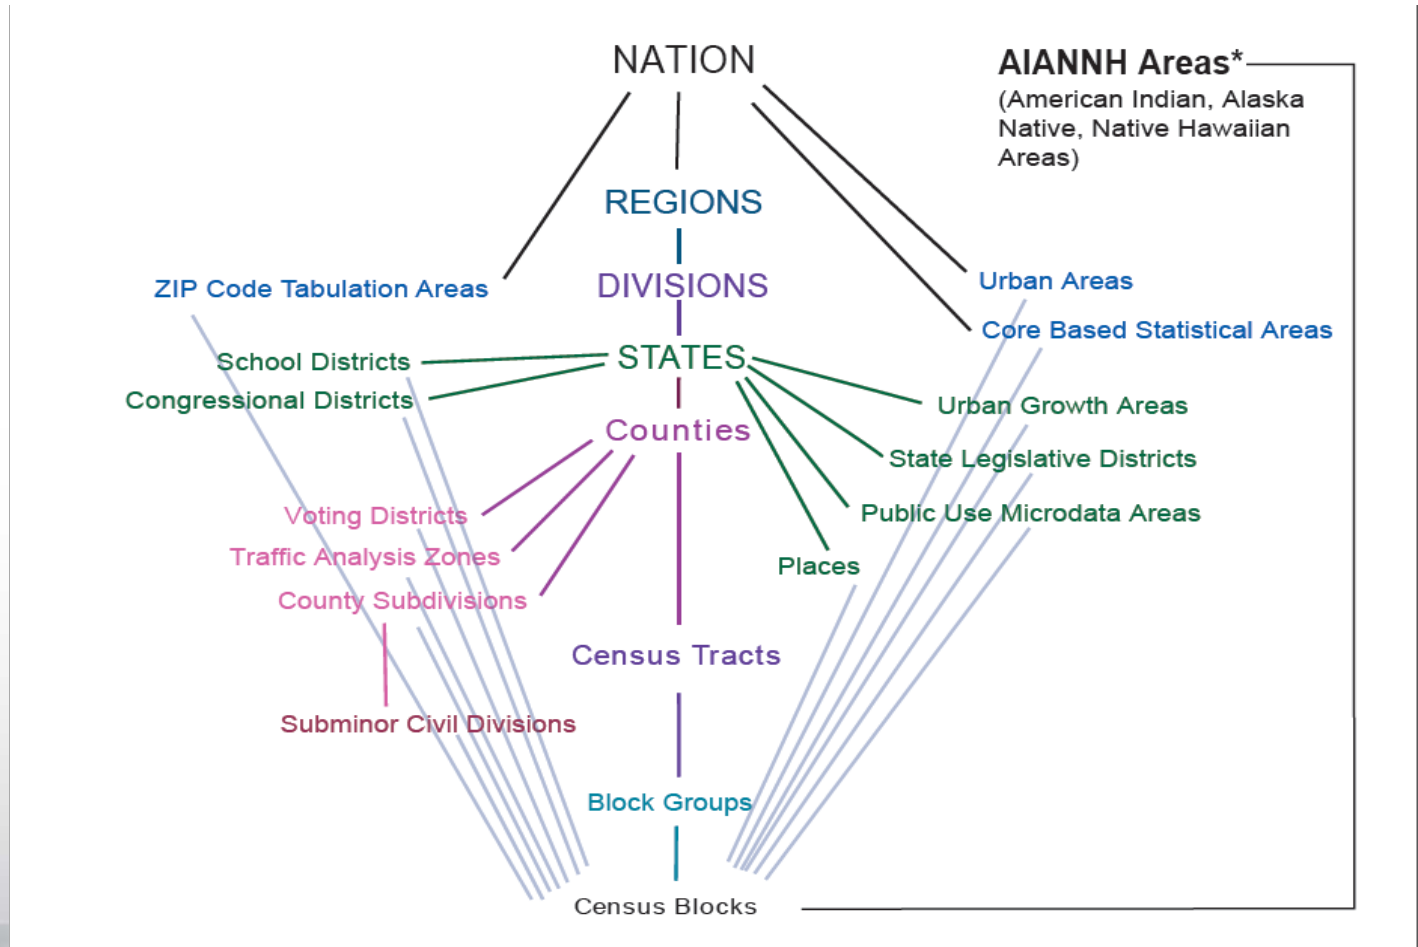 NATION
AIANNH Areas*
(American Indian, Alaska
Native, Native Hawaiian
Areas)
REGIONS
ZIP Code Tabulation Areas
DIVISIONS
Urban Areas
Core Based Statistical Areas
School Districts
STATES
Congressional Districts
Urban Growth Areas
Counties
State Legislative Districts
Voting Districts
Public Use Microdata Areas
Traffic Analysis Zones
Places
County Subdivisions
Census Tracts
Subminor Civil Divisions
Block Groups
Census Blocks